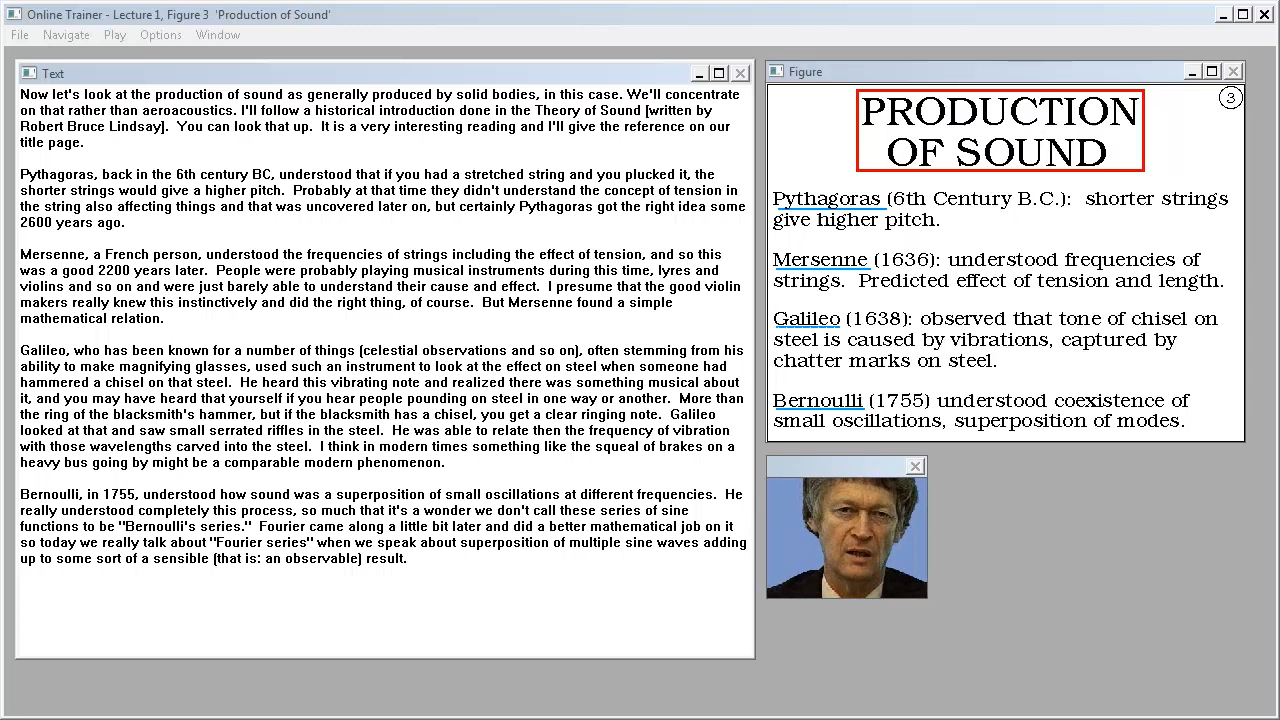 Online Trainer - Lecture 1, Figure 3  'Production of Sound'
File Navigate Play Options Window
Text
Now let's look at the production of sound as generally produced by solid bodies, in this case. We'll concentrate
on that rather than aeroacoustics. I'll follow a historical introduction done in the Theory of Sound [written by
Robert Bruce Lindsay].  You can look that up.  It is a very interesting reading and I'll give the reference on our
title page.
Pythagoras, back in the 6th century BC, understood that if you had a stretched string and you plucked it, the
shorter strings would give a higher pitch.  Probably at that time they didn't understand the concept of tension in
the string also affecting things and that was uncovered later on, but certainly Pythagoras got the right idea some
2600 years ago.
Mersenne, a French person, understood the frequencies of strings including the effect of tension, and so this
was a good 2200 years later.  People were probably playing musical instruments during this time, lyres and
violins and so on and were just barely able to understand their cause and effect.  I presume that the good violin
makers really knew this instinctively and did the right thing, of course.  But Mersenne found a simple
mathematical relation.
Galileo, who has been known for a number of things (celestial observations and so on), often stemming from his
ability to make magnifying glasses, used such an instrument to look at the effect on steel when someone had
hammered a chisel on that steel.  He heard this vibrating note and realized there was something musical about
it, and you may have heard that yourself if you hear people pounding on steel in one way or another.  More than
the ring of the blacksmith's hammer, but if the blacksmith has a chisel, you get a clear ringing note.  Galileo
looked at that and saw small serrated riffles in the steel.  He was able to relate then the frequency of vibration
with those wavelengths carved into the steel.  I think in modern times something like the squeal of brakes on a
heavy bus going by might be a comparable modern phenomenon.
Bernoulli, in 1755, understood how sound was a superposition of small oscillations at different frequencies.  He
really understood completely this process, so much that it's a wonder we don't call these series of sine
functions to be "Bernoulli's series."  Fourier came along a little bit later and did a better mathematical job on it
so today we really talk about "Fourier series" when we speak about superposition of multiple sine waves adding
up to some sort of a sensible (that is: an observable) result.
Figure
3
PRODUCTION
OF SOUND
Pythagoras (6th Century B.C.):  shorter strings
give higher pitch.
Mersenne (1636): understood frequencies of
strings.  Predicted effect of tension and length.
Galileo (1638): observed that tone of chisel on
steel is caused by vibrations, captured by
chatter marks on steel.
Bernoulli (1755) understood coexistence of
small oscillations, superposition of modes.